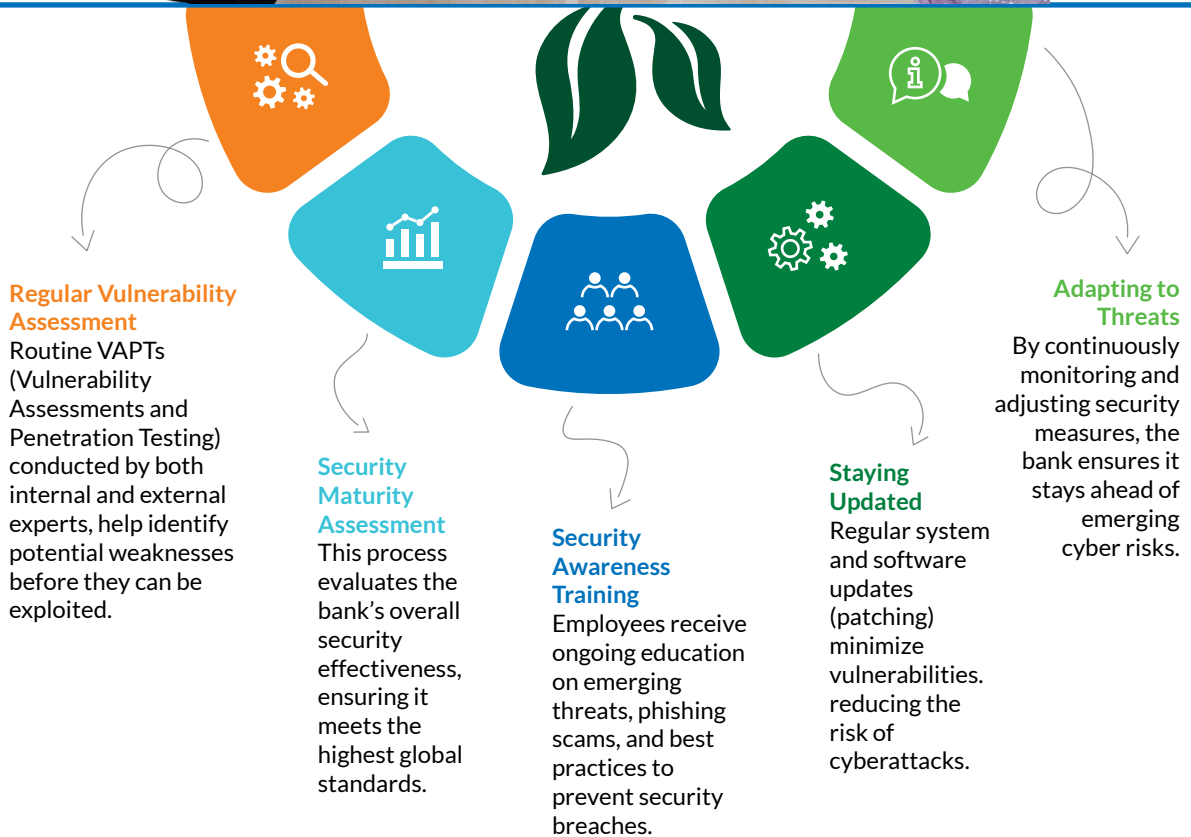 Regular Vulnerability
Assessment
Routine VAPTs
(Vulnerability
Assessments and
Penetration Testing)
conducted by both
internal and external
experts, help identify
potential weaknesses
before they can be
exploited.
Security
Maturity
Assessment
This process
evaluates the
bank’s overall
security
effectiveness,
ensuring it
meets the
highest global
standards.
Security
Awareness
Training
Employees receive
ongoing education
on emerging
threats, phishing
scams, and best
practices to
prevent security
breaches.
Staying
Updated
Regular system
and software
updates
(patching)
minimize
vulnerabilities.
reducing the
risk of
cyberattacks.
Adapting to
Threats
By continuously
monitoring and
adjusting security
measures, the
bank ensures it
stays ahead of
emerging
cyber risks.